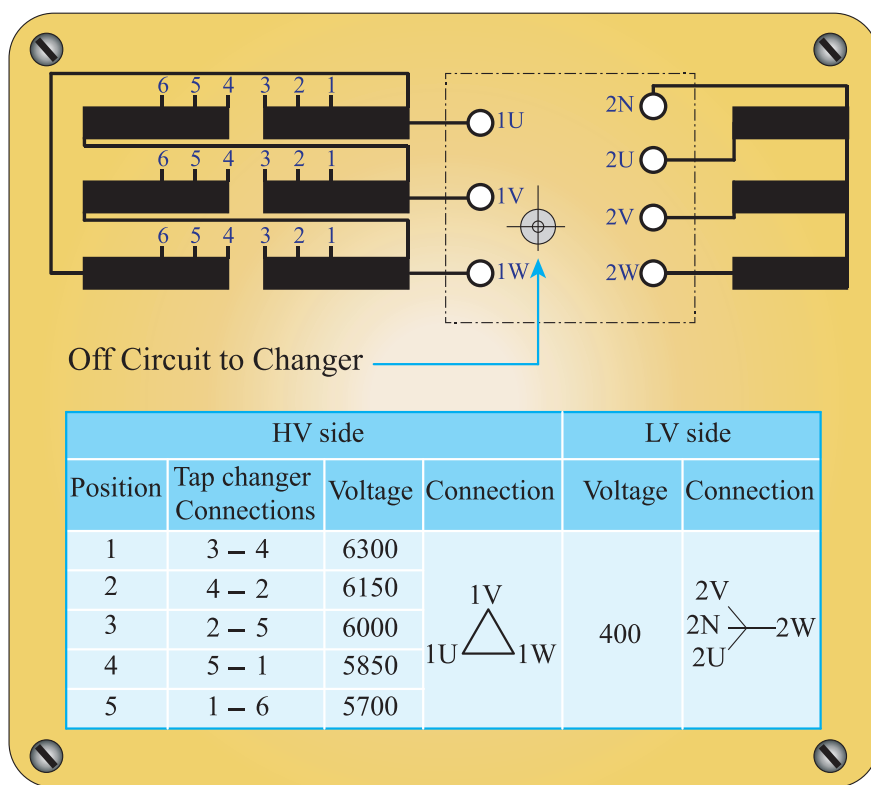 6 5 4 3 2 1
1U
2N
2U
6 5 4 3 2 1
1V
2V
6 5 4 3 2 1
1W
2W
Off Circuit to Changer
HV side
LV side
Position
Tap changer
Connections
Voltage
Connection
Voltage
Connection
1 3 – 4 6300
2 4 – 2 6150
3 2 – 5 6000
4 5 – 1 5850
5 1 – 6 5700
1V
1U 1W
400
2V
2N 2W
2U